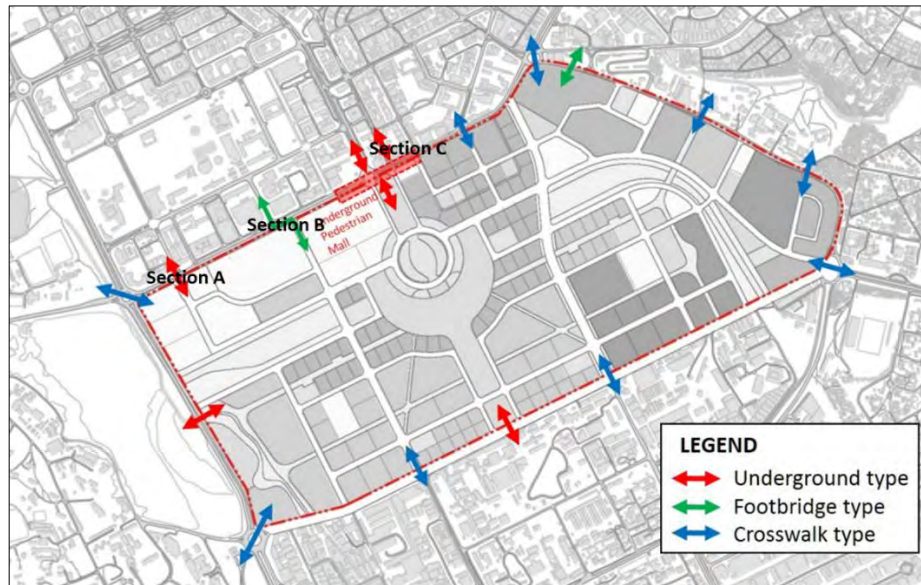 Section C
Section B
Underground
Pedestrian
Mall
Section A
LEGEND
Underground type
Footbridge type
Crosswalk type